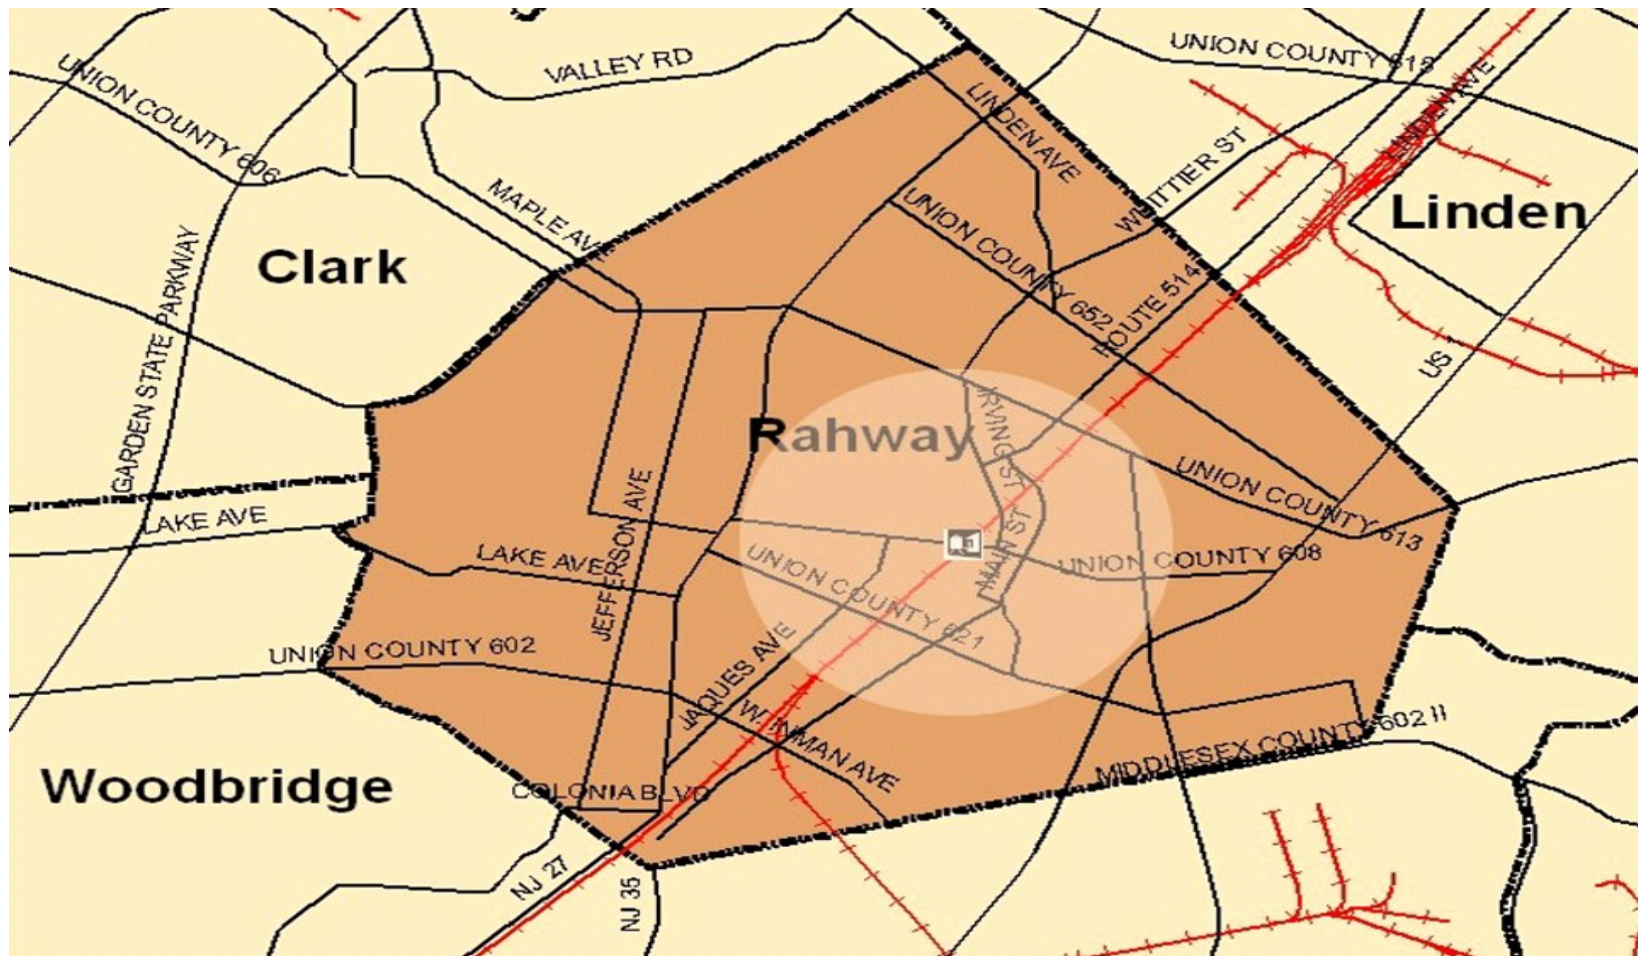 UNION COUNTY 615
VALLEY RD
UNION COUNTY 606
LINDEN AVE
LINDEN AVE
WHITTIER ST
MAPLE AV
Linden
UNION COUNTY 652
Clark
GARDEN STATE PARKWAY
ROUTE 514
US 1
IRVING ST
Rahway
UNION COUNTY 613
LAKE AVE
JEFFERSON AVE
MAIN ST
LAKE AVE
UNION COUNTY 608
UNION COUNTY 621
UNION COUNTY 602
JAQUES AVE
W. INMAN AVE
MIDDLESEX COUNTY 602 II
Woodbridge
COLONIA BLVD
NJ 27
NJ 35